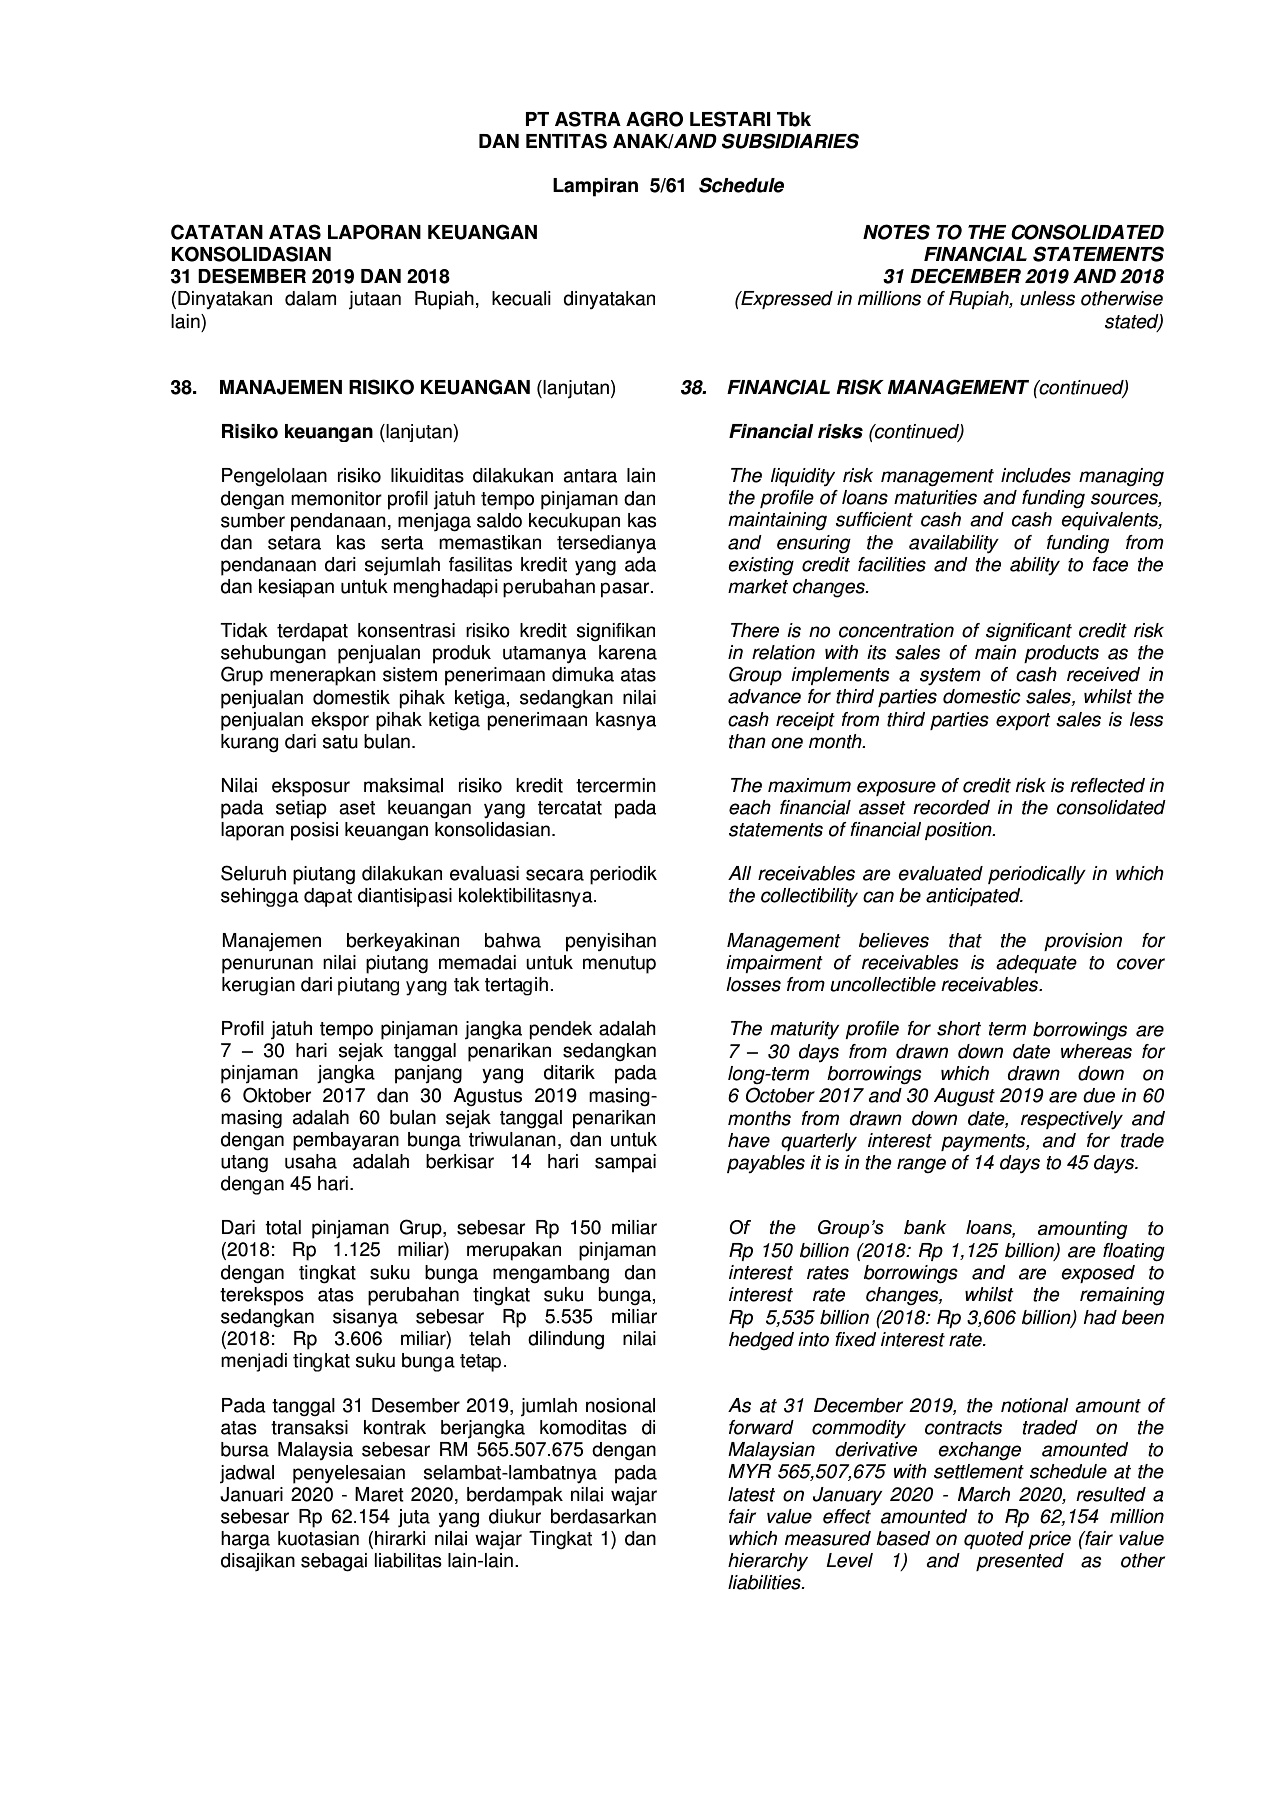 PT ASTRA AGRO LESTARI Tbk
DAN ENTITAS ANAK/AND SUBSIDIARIES
Lampiran 5/61 Schedule
CATATAN ATAS LAPORAN KEUANGAN
KONSOLIDASIAN
31 DESEMBER 2019 DAN 2018
(Dinyatakan dalam jutaan Rupiah, kecuali dinyatakan
lain)
NOTES TO THE CONSOLIDATED
FINANCIAL STATEMENTS
31 DECEMBER 2019 AND 2018
(Expressed in millions of Rupiah, unless otherwise
stated)
38. MANAJEMEN RISIKO KEUANGAN (lanjutan)
Risiko keuangan (lanjutan)
Pengelolaan risiko likuiditas dilakukan antara lain
dengan memonitor profil jatuh tempo pinjaman dan
sumber pendanaan, menjaga saldo kecukupan kas
dan setara kas serta memastikan tersedianya
pendanaan dari sejumlah fasilitas kredit yang ada
dan kesiapan untuk menghadapi perubahan pasar.
Tidak terdapat konsentrasi risiko kredit signifikan
sehubungan penjualan produk utamanya karena
Grup menerapkan sistem penerimaan dimuka atas
penjualan domestik pihak ketiga, sedangkan nilai
penjualan ekspor pihak ketiga penerimaan kasnya
kurang dari satu bulan.
Nilai eksposur maksimal risiko kredit tercermin
pada setiap aset keuangan yang tercatat pada
laporan posisi keuangan konsolidasian.
Seluruh piutang dilakukan evaluasi secara periodik
sehingga dapat diantisipasi kolektibilitasnya.
Manajemen berkeyakinan bahwa penyisihan
penurunan nilai piutang memadai untuk menutup
kerugian dari piutang yang tak tertagih.
Profil jatuh tempo pinjaman jangka pendek adalah
7 – 30 hari sejak tanggal penarikan sedangkan
pinjaman jangka panjang yang ditarik pada
6 Oktober 2017 dan 30 Agustus 2019 masing-
masing adalah 60 bulan sejak tanggal penarikan
dengan pembayaran bunga triwulanan, dan untuk
utang usaha adalah berkisar 14 hari sampai
dengan 45 hari.
Dari total pinjaman Grup, sebesar Rp 150 miliar
(2018: Rp 1.125 miliar) merupakan pinjaman
dengan tingkat suku bunga mengambang dan
terekspos atas perubahan tingkat suku bunga,
sedangkan sisanya sebesar Rp 5.535 miliar
(2018: Rp 3.606 miliar) telah dilindung nilai
menjadi tingkat suku bunga tetap.
Pada tanggal 31 Desember 2019, jumlah nosional
atas transaksi kontrak berjangka komoditas di
bursa Malaysia sebesar RM 565.507.675 dengan
jadwal penyelesaian selambat-lambatnya pada
Januari 2020 - Maret 2020, berdampak nilai wajar
sebesar Rp 62.154 juta yang diukur berdasarkan
harga kuotasian (hirarki nilai wajar Tingkat 1) dan
disajikan sebagai liabilitas lain-lain.
38. FINANCIAL RISK MANAGEMENT (continued)
Financial risks (continued)
The liquidity risk management includes managing
the profile of loans maturities and funding sources,
maintaining sufficient cash and cash equivalents,
and ensuring the availability of funding from
existing credit facilities and the ability to face the
market changes.
There is no concentration of significant credit risk
in relation with its sales of main products as the
Group implements a system of cash received in
advance for third parties domestic sales, whilst the
cash receipt from third parties export sales is less
than one month.
The maximum exposure of credit risk is reflected in
each financial asset recorded in the consolidated
statements of financial position.
All receivables are evaluated periodically in which
the collectibility can be anticipated.
Management believes that the provision for
impairment of receivables is adequate to cover
losses from uncollectible receivables.
The maturity profile for short term borrowings are
7 – 30 days from drawn down date whereas for
long-term borrowings which drawn down on
6 October 2017 and 30 August 2019 are due in 60
months from drawn down date, respectively and
have quarterly interest payments, and for trade
payables it is in the range of 14 days to 45 days.
Of the Group's bank loans, amounting to
Rp 150 billion (2018: Rp 1,125 billion) are floating
interest rates borrowings and are exposed to
interest rate changes, whilst the remaining
Rp 5,535 billion (2018: Rp 3,606 billion) had been
hedged into fixed interest rate.
As at 31 December 2019, the notional amount of
forward commodity contracts traded on the
Malaysian derivative exchange amounted to
MYR 565,507,675 with settlement schedule at the
latest on January 2020 - March 2020, resulted a
fair value effect amounted to Rp 62,154 million
which measured based on quoted price (fair value
hierarchy Level 1) and presented as other
liabilities.